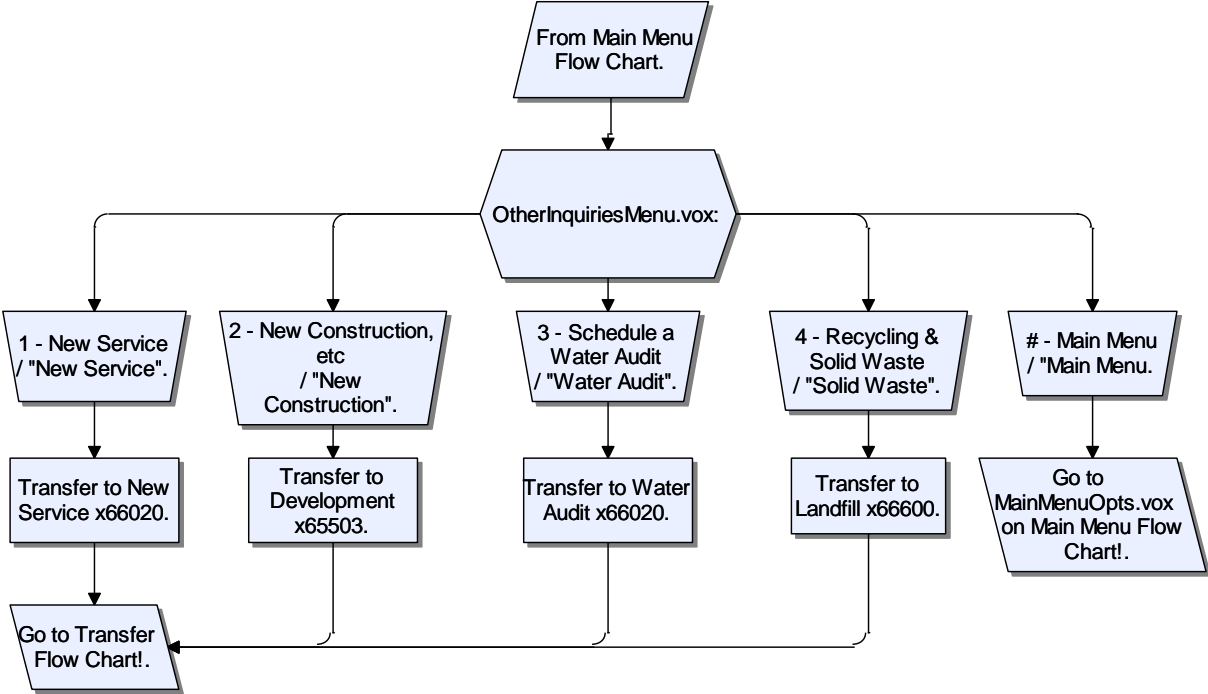 From Main Menu
Flow Chart.
OtherInquiriesMenu.vox:
1 - New Service
/ "New Service".
2 - New Construction,
etc
/ "New
Construction".
3 - Schedule a
Water Audit
/ "Water Audit".
4 - Recycling &
Solid Waste
/ "Solid Waste".
# - Main Menu
/ "Main Menu.
Transfer to New
Service x66020.
Transfer to
Development
x65503.
Transfer to Water
Audit x66020.
Transfer to
Landfill x66600.
Go to
MainMenuOpts.vox
on Main Menu Flow
Chart!.
Go to Transfer
Flow Chart!.